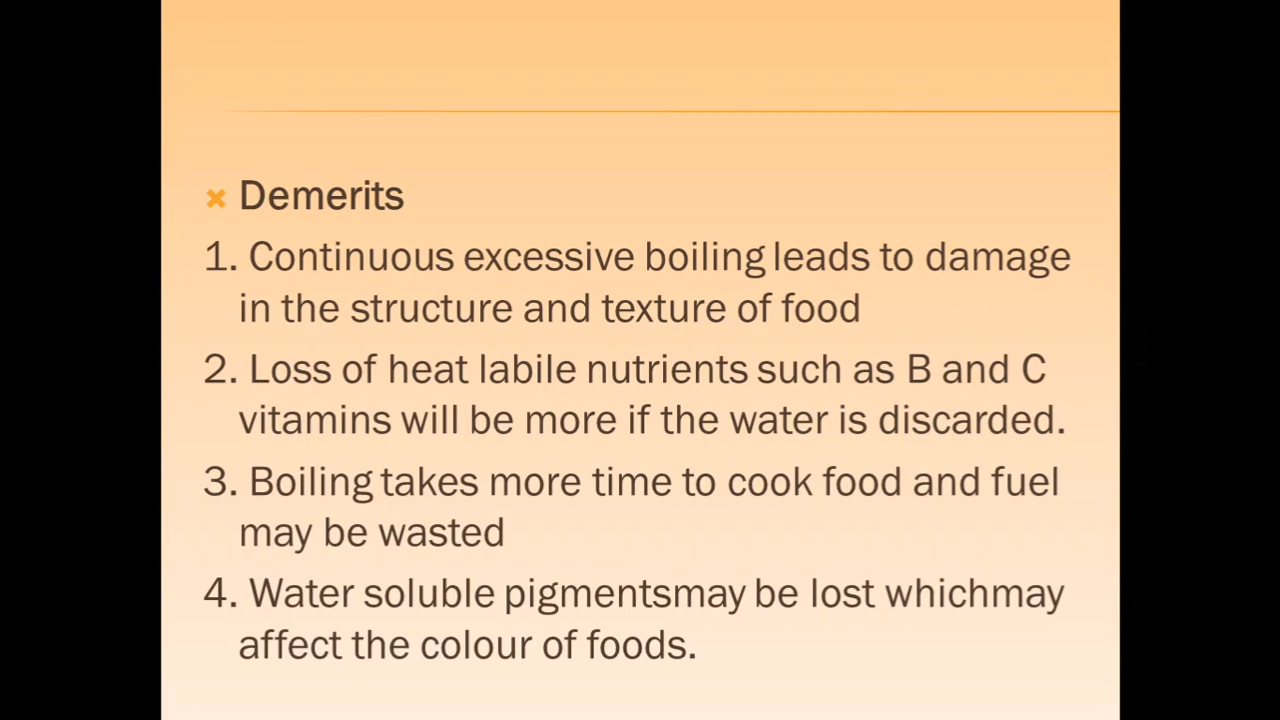 Demerits
1. Continuous excessive boiling leads to damage
in the structure and texture of food
2. Loss of heat labile nutrients such as B and C
vitamins will be more if the water is discarded.
3. Boiling takes more time to cook food and fuel
may be wasted
4. Water soluble pigmentsmay be lost whichmay
affect the colour of foods.